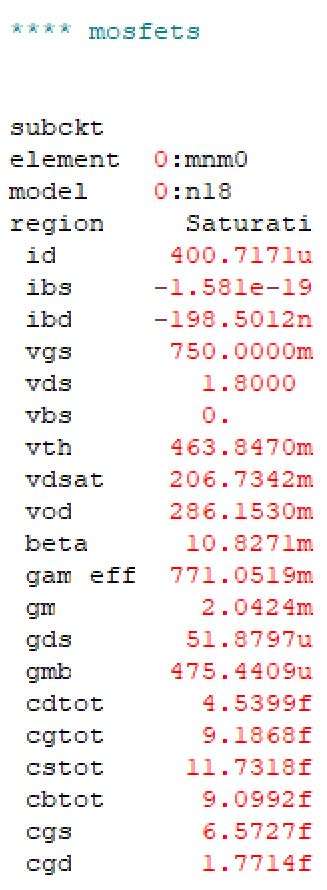 **** mosfets
subckt
element 0:mnm0
model 0:n18
region Saturati
id 400.7171u
ibs -1.581e-19
ibd -198.5012n
vgs 750.0000m
vds 1.8000
vbs 0.
vth 463.8470m
vdsat 206.7342m
vod 286.1530m
beta 10.8271m
gam eff 771.0519m
gm 2.0424m
gds 51.8797u
gmb 475.4409u
cdtot 4.5399f
cgtot 9.1868f
cstot 11.7318f
cbtot 9.0992f
cgs 6.5727f
cgd 1.7714f